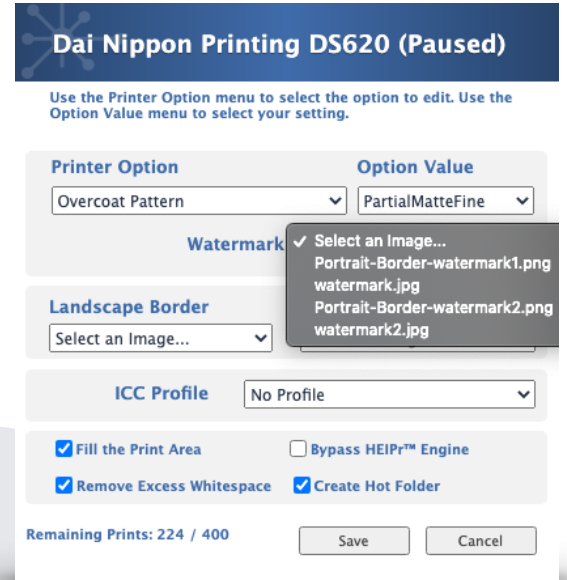 Dai Nippon Printing DS620 (Paused)
Use the Printer Option menu to select the option to edit. Use the
Option Value menu to select your setting.
Printer Option
Option Value
Overcoat Pattern
PartialMatteFine
Watermark
✓ Select an Image...
Portrait-Border-watermark1.png
watermark.jpg
Portrait-Border-watermark2.png
watermark2.jpg
Landscape Border
Select an Image...
ICC Profile
No Profile
Fill the Print Area
Bypass HEIPr™ Engine
Remove Excess Whitespace
Create Hot Folder
Remaining Prints: 224 / 400
Save
Cancel